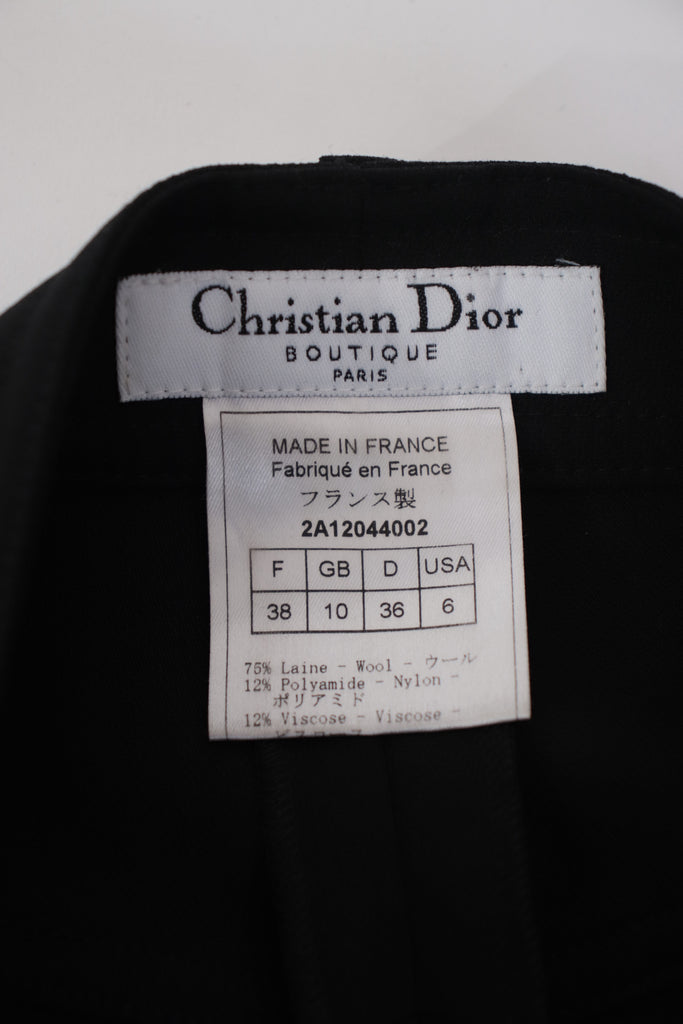 Christian Dior
BOUTIQUE
PARIS
MADE IN FRANCE
Fabriqué en France
フランス製
2A12044002
F GB D USA
38 10 36 6
75% Laine - Wool - ウール
12% Polyamide - Nylon -
ポリアミド
12% Viscose - Viscose -